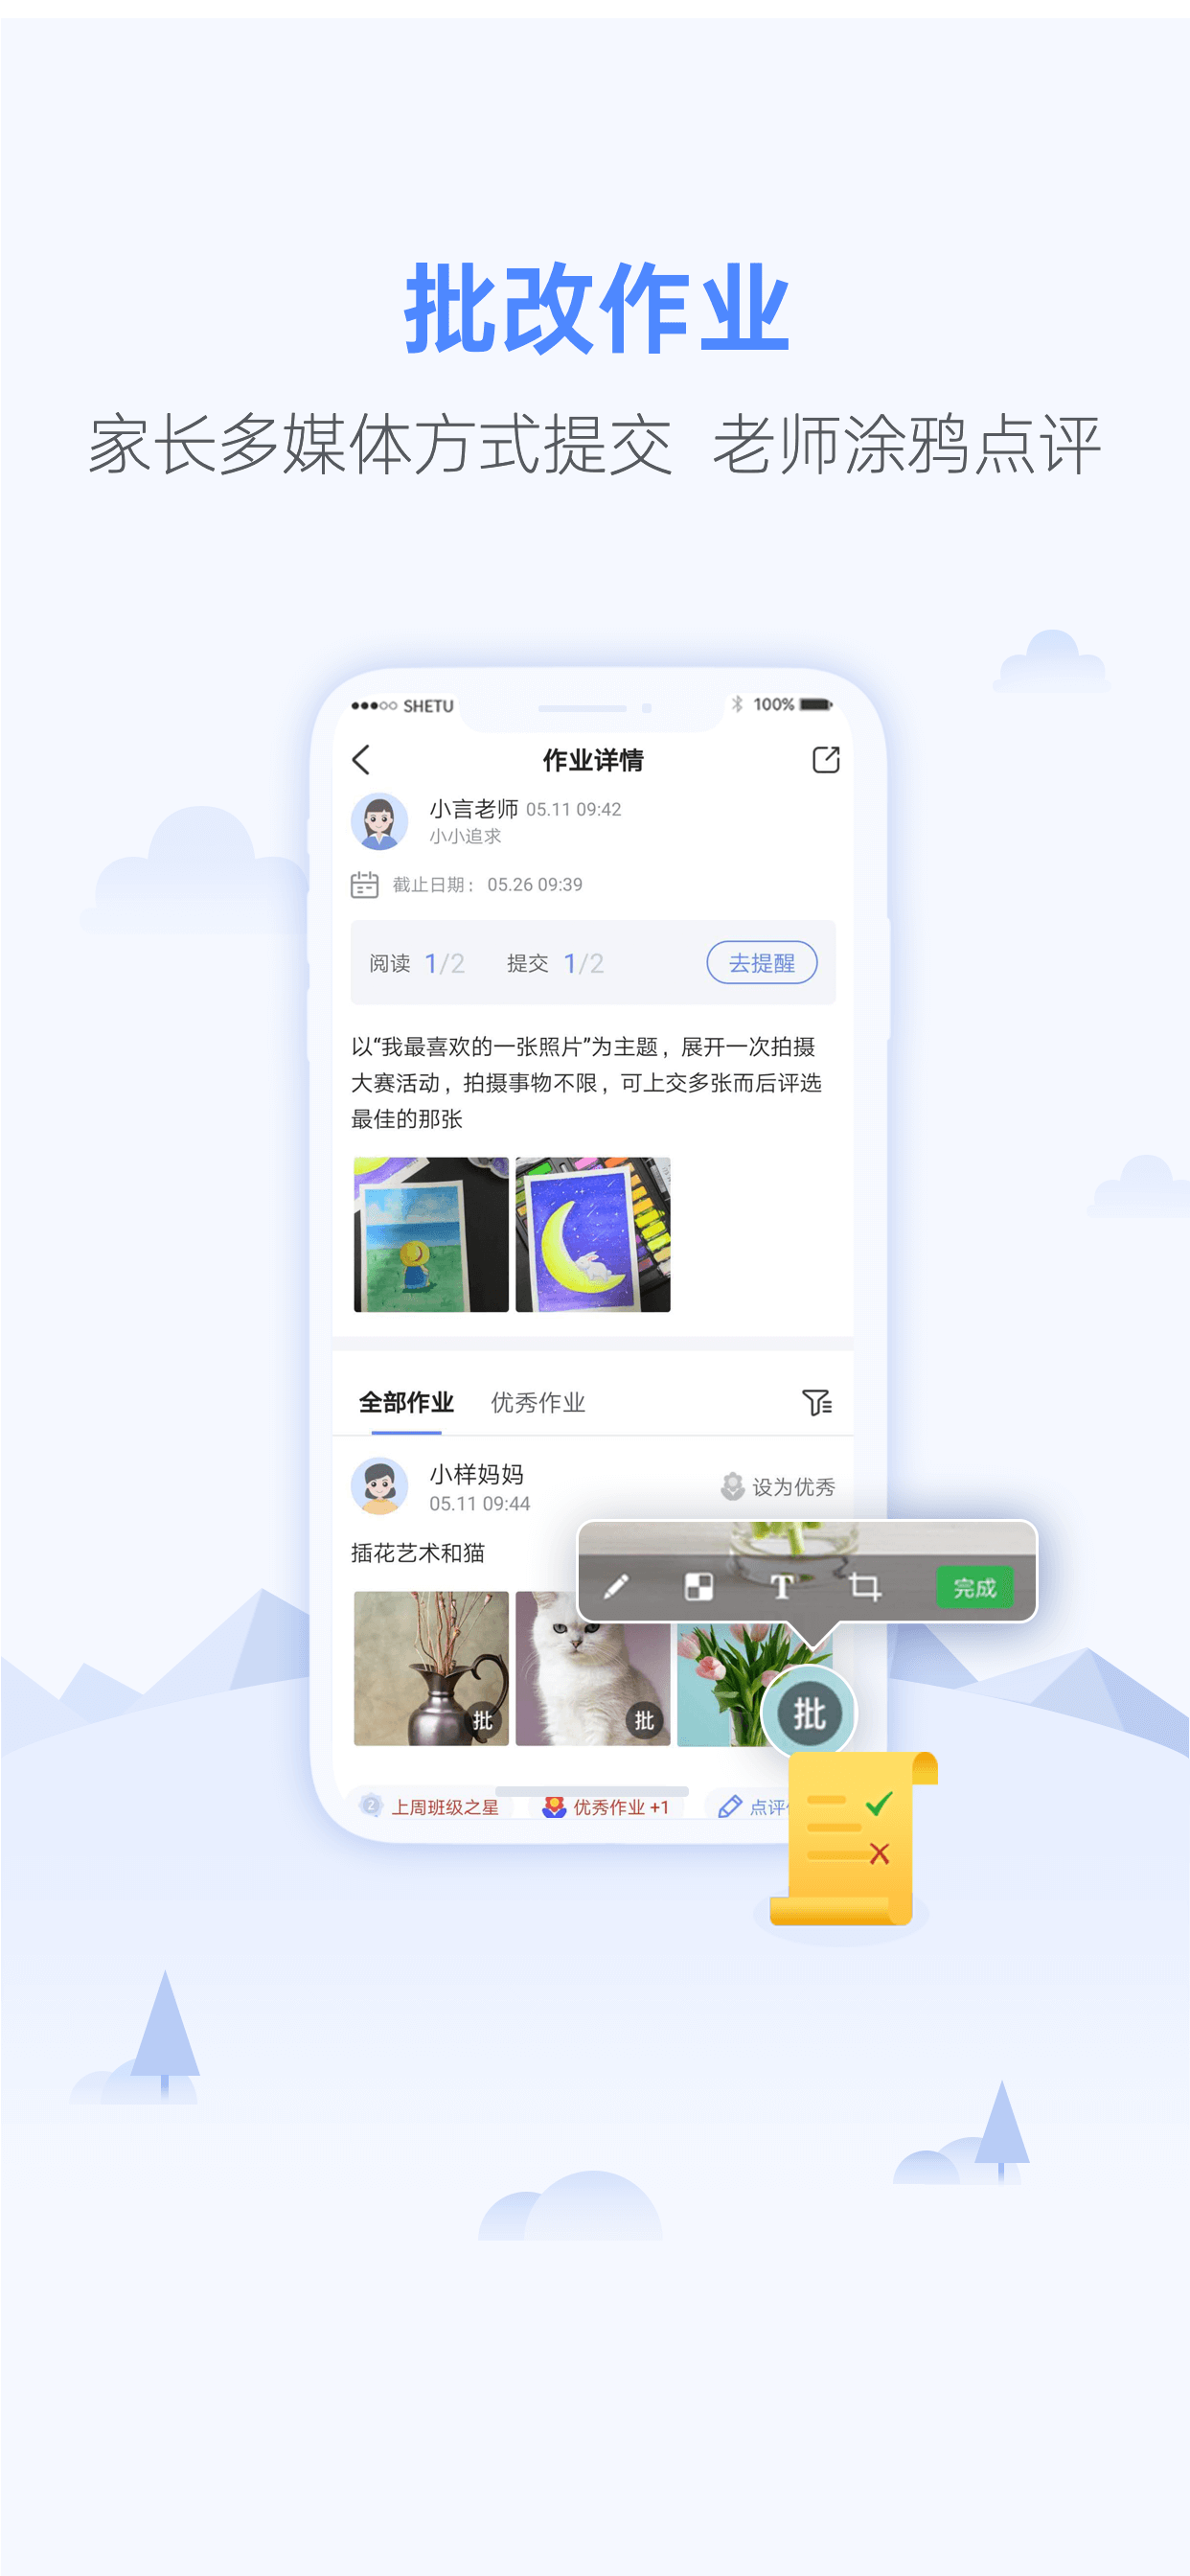 批改作业
家长多媒体方式提交 老师涂鸦点评
SHETU 100%
作业详情
小言老师 05.11 09:42
小小追求
截止日期： 05.26 09:39
阅读 1/2 提交 1/2 去提醒
以“我最喜欢的一张照片”为主题，展开一次拍摄
大赛活动，拍摄事物不限，可上交多张而后评选
最佳的那张
全部作业 优秀作业
小样妈妈
05.11 09:44
设为优秀
插花艺术和猫
T 完成
批 批 批
2 上周班级之星 优秀作业 +1 点评